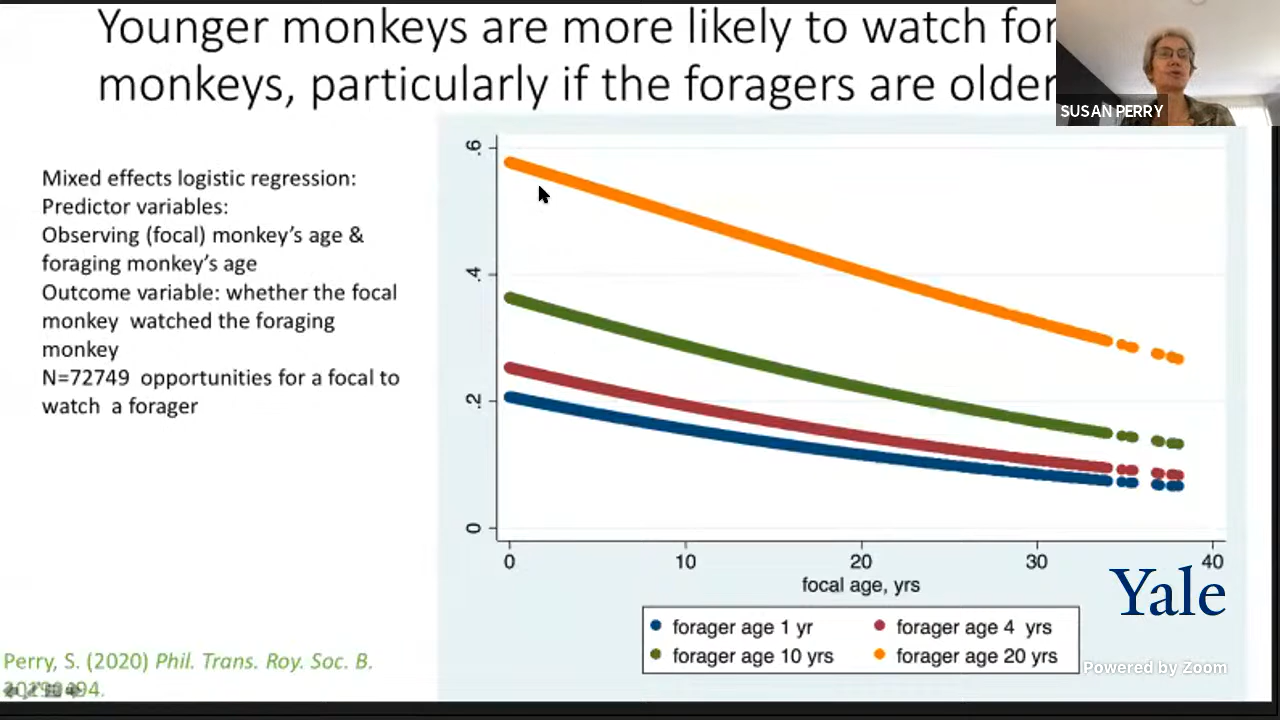 Younger monkeys are more likely to watch for
monkeys, particularly if the foragers are older
SUSAN PERRY
Mixed effects logistic regression:
Predictor variables:
Observing (focal) monkey's age &
foraging monkey's age
Outcome variable: whether the focal
monkey watched the foraging
monkey
N=72749 opportunities for a focal to
watch a forager
.6
.4
.2
0
0 10 20 30 40
focal age, yrs
forager age 1 yr
forager age 4 yrs
forager age 10 yrs
forager age 20 yrs
Yale
Powered by Zoom
Perry, S. (2020) Phil. Trans. Roy. Soc. B.